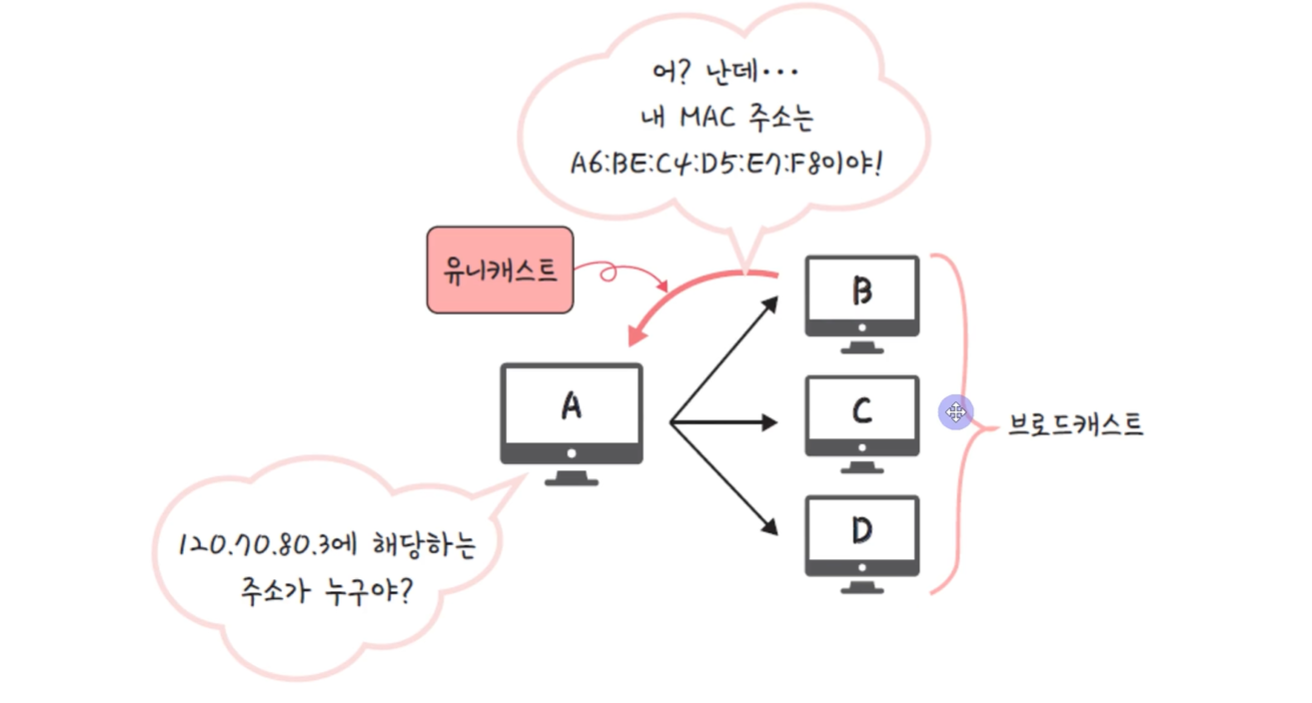 어? 난데...
내 MAC 주소는
A6:BE:C4:D5:E7:F8이야!
유니캐스트
B
A
C
브로드캐스트
D
120.70.80.3에 해당하는
주소가 누구야?